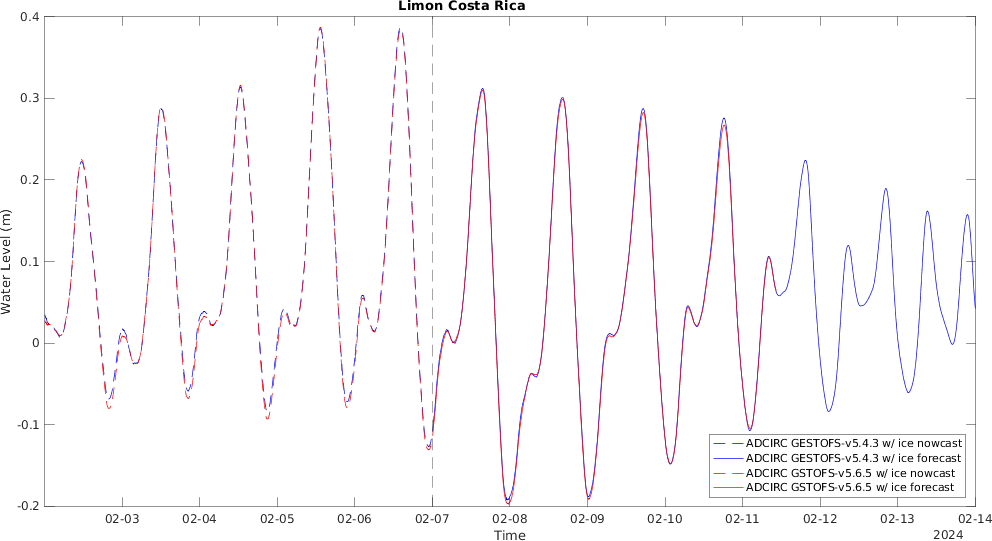 Limon Costa Rica
Water Level (m)
0.4
0.3
0.2
0.1
0
-0.1
-0.2
02-03 02-04 02-05 02-06 02-07 02-08 02-09 02-10 02-11 02-12 02-13 02-14
Time
2024
ADCIRC GESTOFS-v5.4.3 w/ ice nowcast
ADCIRC GESTOFS-v5.4.3 w/ ice forecast
ADCIRC GSTOFS-v5.6.5 w/ ice nowcast
ADCIRC GSTOFS-v5.6.5 w/ ice forecast